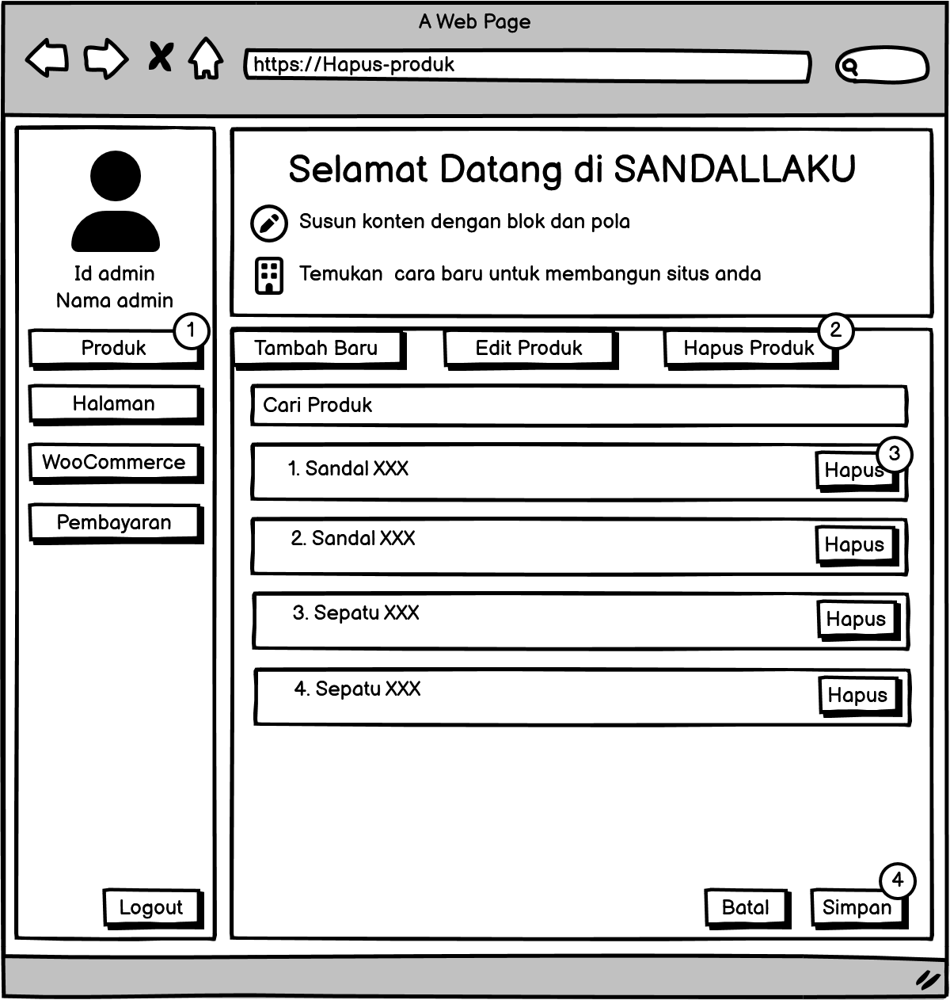 A Web Page
https://Hapus-produk
Id admin
Nama admin
1
Produk
Halaman
WooCommerce
Pembayaran
Logout
Selamat Datang di SANDALLAKU
Susun konten dengan blok dan pola
Temukan  cara baru untuk membangun situs anda
2
Tambah Baru
Edit Produk
Hapus Produk
Cari Produk
3
1. Sandal XXX
Hapus
2. Sandal XXX
Hapus
3. Sepatu XXX
Hapus
4. Sepatu XXX
Hapus
4
Batal
Simpan